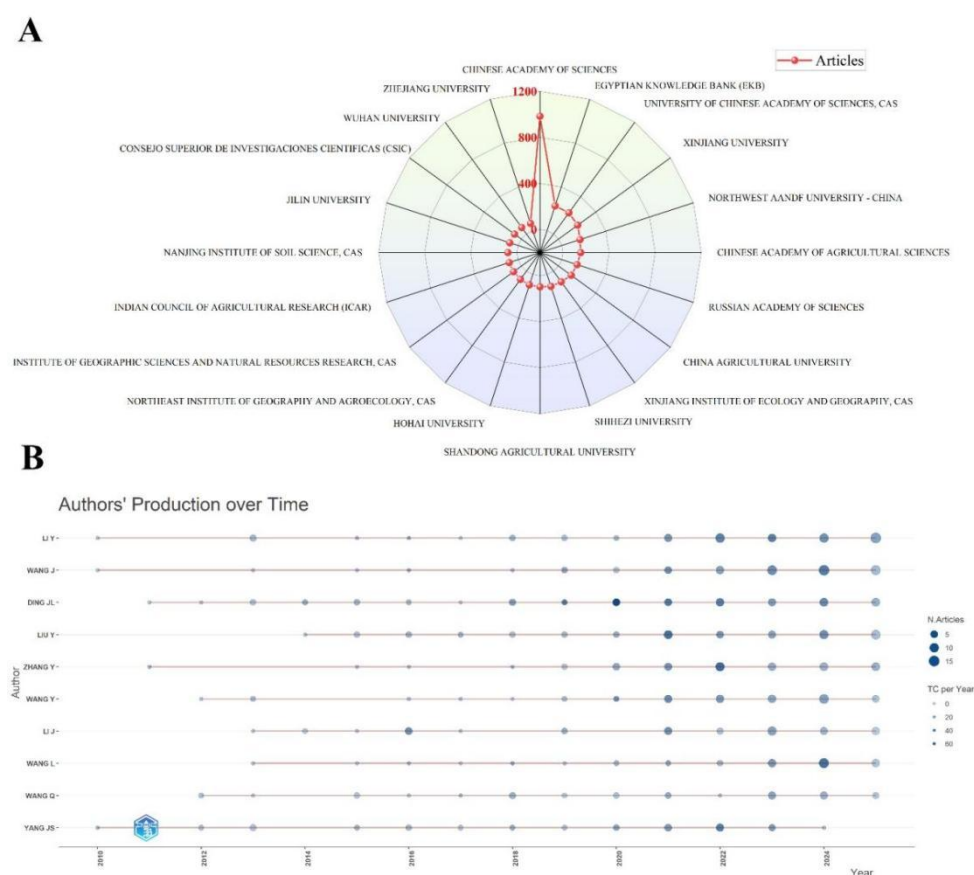 A
Articles
CHINESE ACADEMY OF SCIENCES
ZHEJIANG UNIVERSITY
1200
EGYPTIAN KNOWLEDGE BANK (EKB)
UNIVERSITY OF CHINESE ACADEMY OF SCIENCES, CAS
WUHAN UNIVERSITY
800
XINJIANG UNIVERSITY
CONSEJO SUPERIOR DE INVESTIGACIONES CIENTIFICAS (CSIC)
400
JILIN UNIVERSITY
NORTHWEST AANDF UNIVERSITY - CHINA
0
NANJING INSTITUTE OF SOIL SCIENCE, CAS
CHINESE ACADEMY OF AGRICULTURAL SCIENCES
INDIAN COUNCIL OF AGRICULTURAL RESEARCH (ICAR)
RUSSIAN ACADEMY OF SCIENCES
INSTITUTE OF GEOGRAPHIC SCIENCES AND NATURAL RESOURCES RESEARCH, CAS
CHINA AGRICULTURAL UNIVERSITY
NORTHEAST INSTITUTE OF GEOGRAPHY AND AGROECOLOGY, CAS
XINJIANG INSTITUTE OF ECOLOGY AND GEOGRAPHY, CAS
HOHAI UNIVERSITY
SHIHEZI UNIVERSITY
SHANDONG AGRICULTURAL UNIVERSITY
B
Authors' Production over Time
LI Y
WANG J
DING JL
LIU Y
ZHANG Y
WANG Y
LI J
WANG L
WANG Q
YANG JS
Author
N.Articles
5
10
15
TC per Year
0
20
40
60
2010
2012
2014
2016
2018
2020
2022
2024
Year